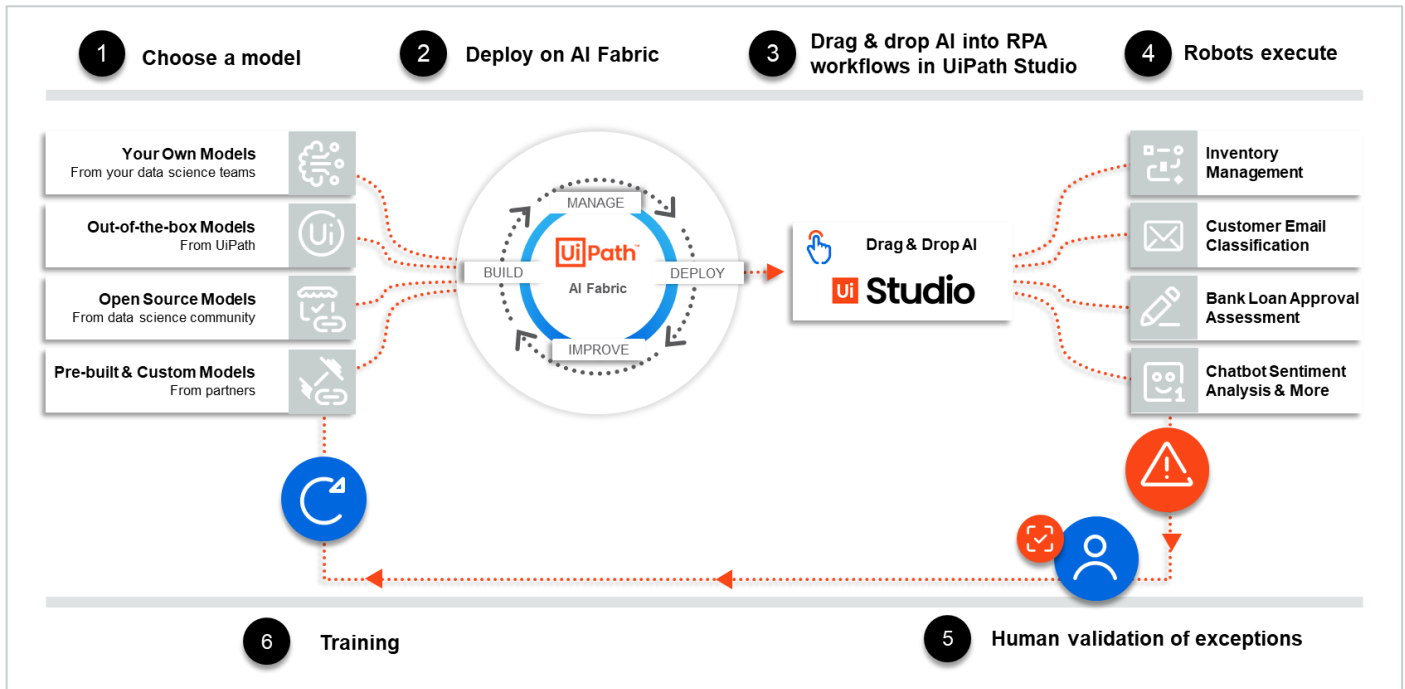 1 Choose a model
2 Deploy on AI Fabric
3 Drag & drop AI into RPA
workflows in UiPath Studio
4 Robots execute
Your Own Models
From your data science teams
Out-of-the-box Models
From UiPath
Ui
Open Source Models
From data science community
Pre-built & Custom Models
From partners
MANAGE
UiPath™
AI Fabric
BUILD
DEPLOY
IMPROVE
Drag & Drop AI
Ui Studio
Inventory
Management
Customer Email
Classification
Bank Loan Approval
Assessment
Chatbot Sentiment
Analysis & More
1
6 Training
5 Human validation of exceptions